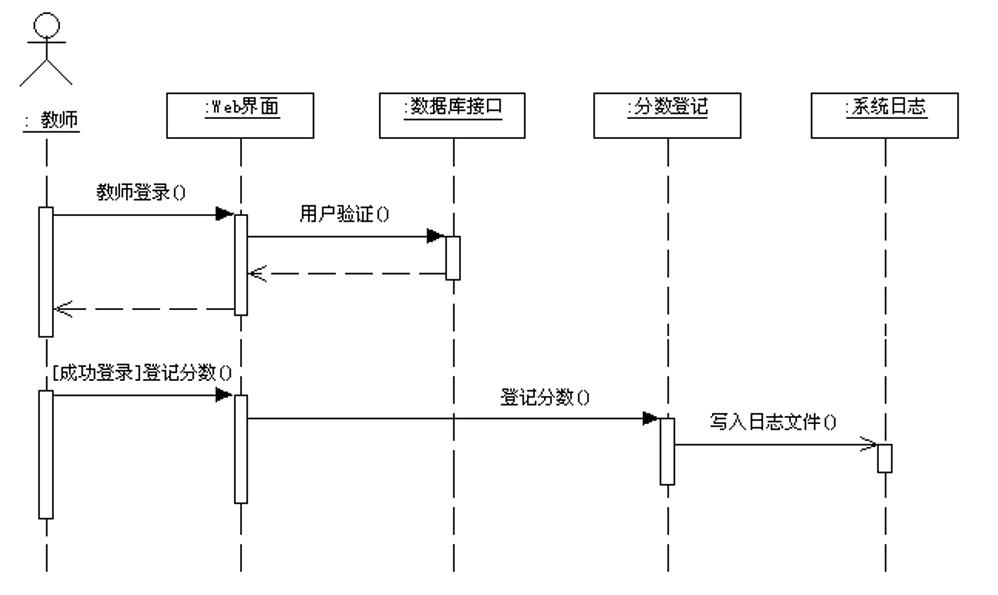 : 教师
:Web界面
:数据库接口
:分数登记
:系统日志
教师登录()
用户验证()
[成功登录]登记分数()
登记分数()
写入日志文件()